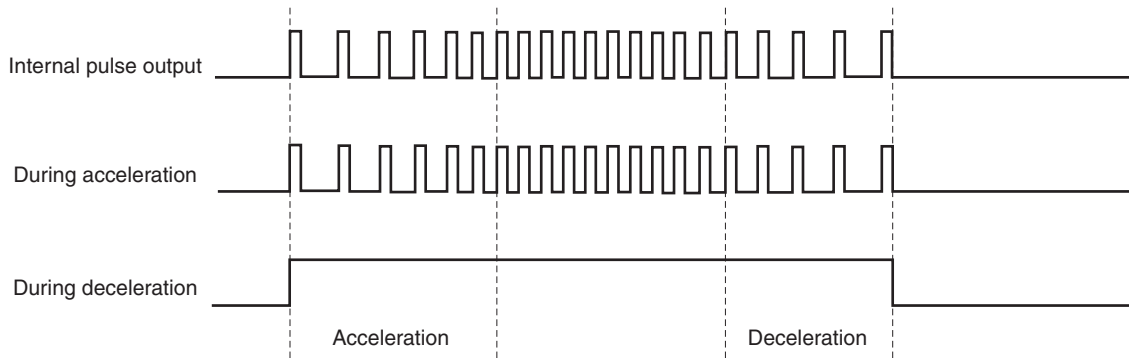 Internal pulse output
During acceleration
During deceleration
Acceleration
Deceleration